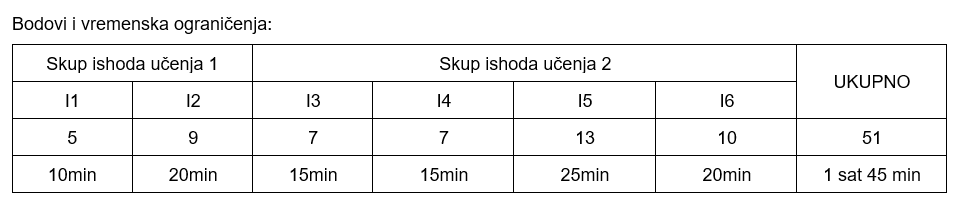 Bodovi i vremenska ograničenja:
Skup ishoda učenja 1 Skup ishoda učenja 2 UKUPNO
I1 I2 I3 I4 I5 I6
5 9 7 7 13 10 51
10min 20min 15min 15min 25min 20min 1 sat 45 min